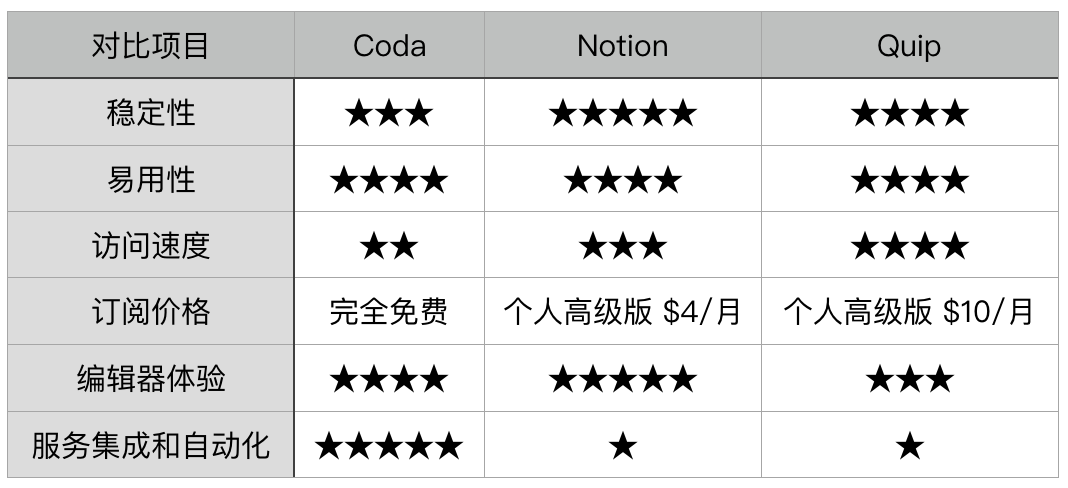 对比项目 Coda Notion Quip
稳定性 ★★★ ★★★★★ ★★★★
易用性 ★★★★ ★★★★ ★★★★
访问速度 ★★ ★★★ ★★★★
订阅价格 完全免费 个人高级版 $4/月 个人高级版 $10/月
编辑器体验 ★★★★ ★★★★★ ★★★
服务集成和自动化 ★★★★★ ★ ★